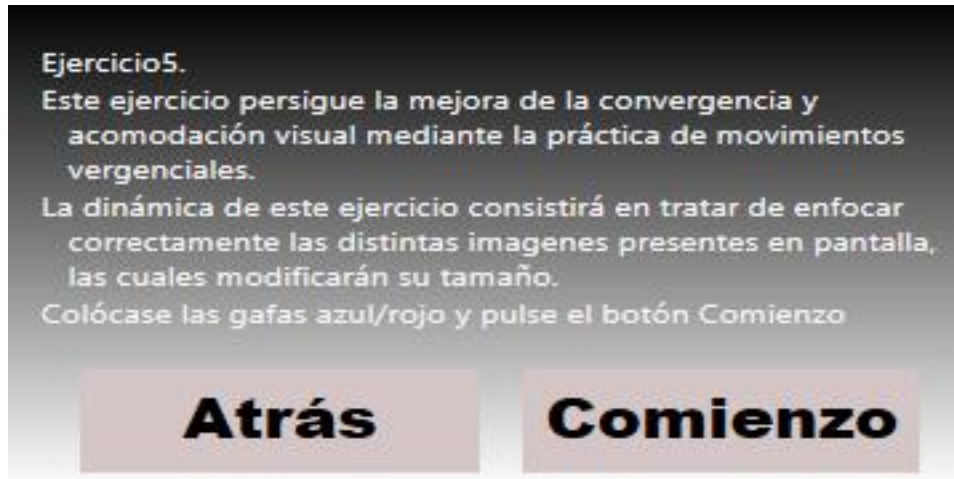 Ejercicio5.
Este ejercicio persigue la mejora de la convergencia y
acomodación visual mediante la práctica de movimientos
vergenciales.
La dinámica de este ejercicio consistirá en tratar de enfocar
correctamente las distintas imagenes presentes en pantalla,
las cuales modificarán su tamaño.
Colócase las gafas azul/rojo y pulse el botón Comienzo
Atrás
Comienzo